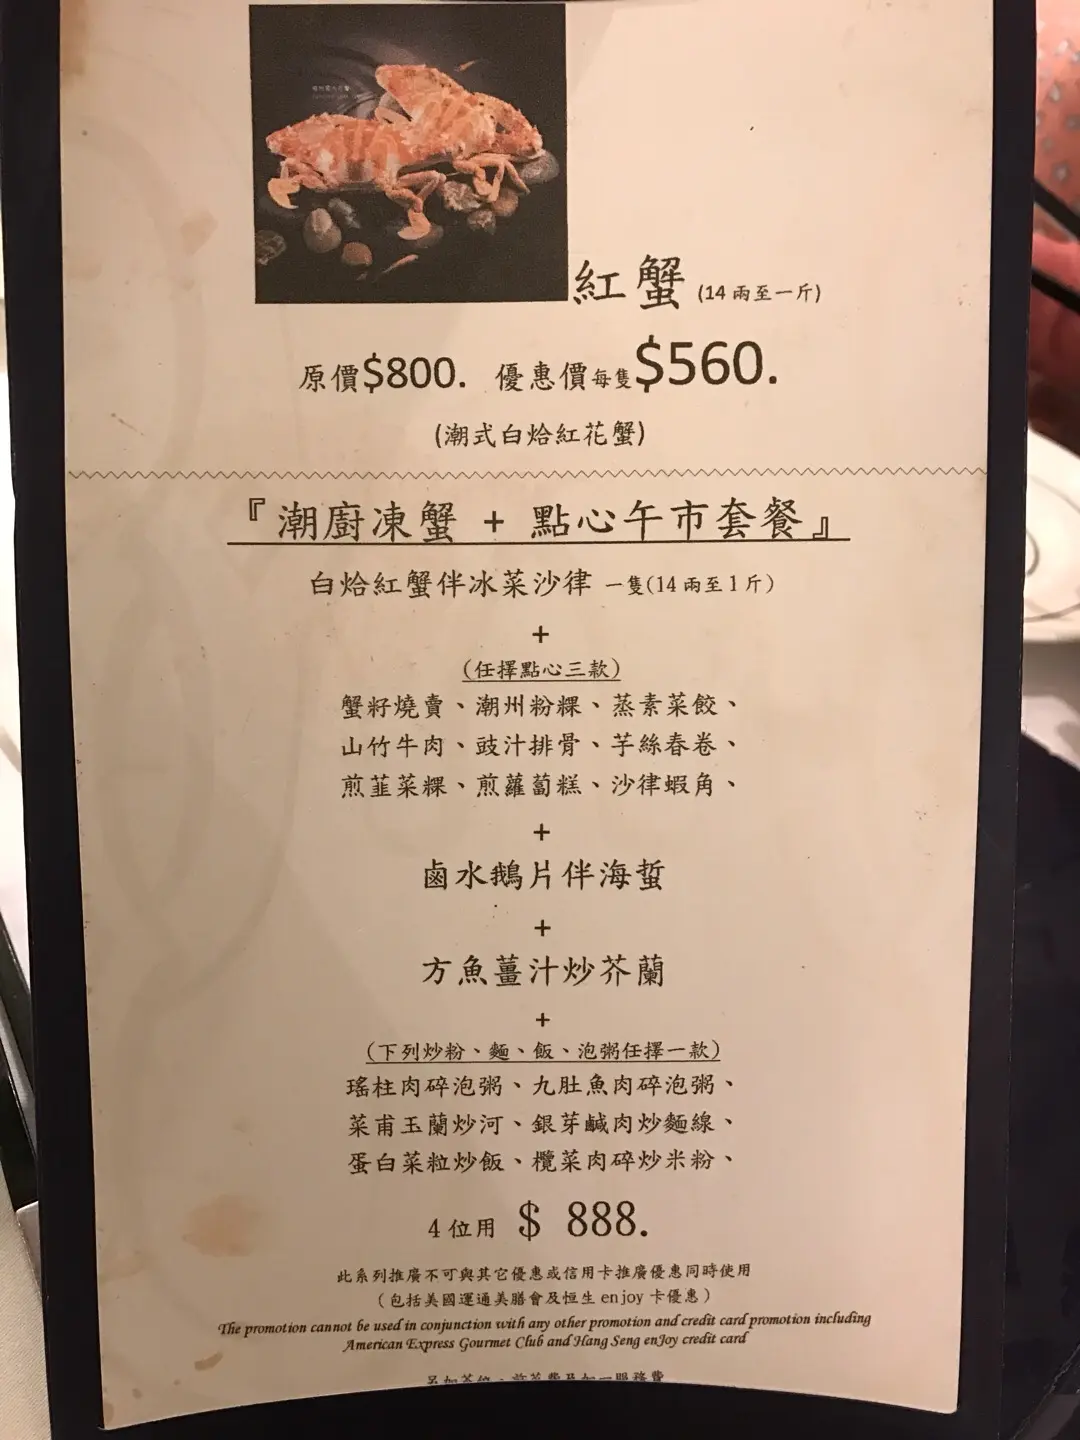 紅蟹 (14 兩至一斤)
原價$800. 優惠價每隻$560.
(潮式白烚紅花蟹)
『潮廚凍蟹 + 點心午市套餐』
白烚紅蟹伴冰菜沙律 一隻(14 兩至1斤)
+
(任擇點心三款)
蟹籽燒賣、潮州粉粿、蒸素菜餃、
山竹牛肉、豉汁排骨、芋絲春卷、
煎韮菜粿、煎蘿蔔糕、沙律蝦角、
+
鹵水鵝片伴海蜇
+
方魚薑汁炒芥蘭
+
(下列炒粉、麵、飯、泡粥任擇一款)
瑤柱肉碎泡粥、九肚魚肉碎泡粥、
菜甫玉蘭炒河、銀芽鹹肉炒麵線、
蛋白菜粒炒飯、欖菜肉碎炒米粉、
4 位用 $ 888.
此系列推廣不可與其它優惠或信用卡推廣優惠同時使用
(包括美國運通美膳會及恒生 enjoy 卡優惠)
The promotion cannot be used in conjunction with any other promotion and credit card promotion including
American Express Gourmet Club and Hang Seng enJoy credit card